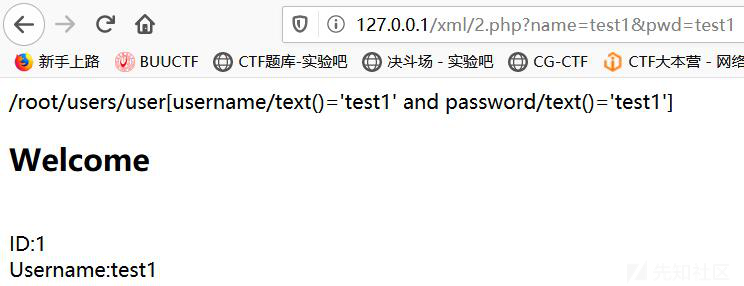 127.0.0.1/xml/2.php?name=test1&pwd=test1
新手上路 BUUCTF CTF题库-实验吧 决斗场 - 实验吧 CG-CTF CTF大本营 - 网络
/root/users/user[username/text()='test1' and password/text()='test1']
Welcome
ID:1
Username:test1
先知社区